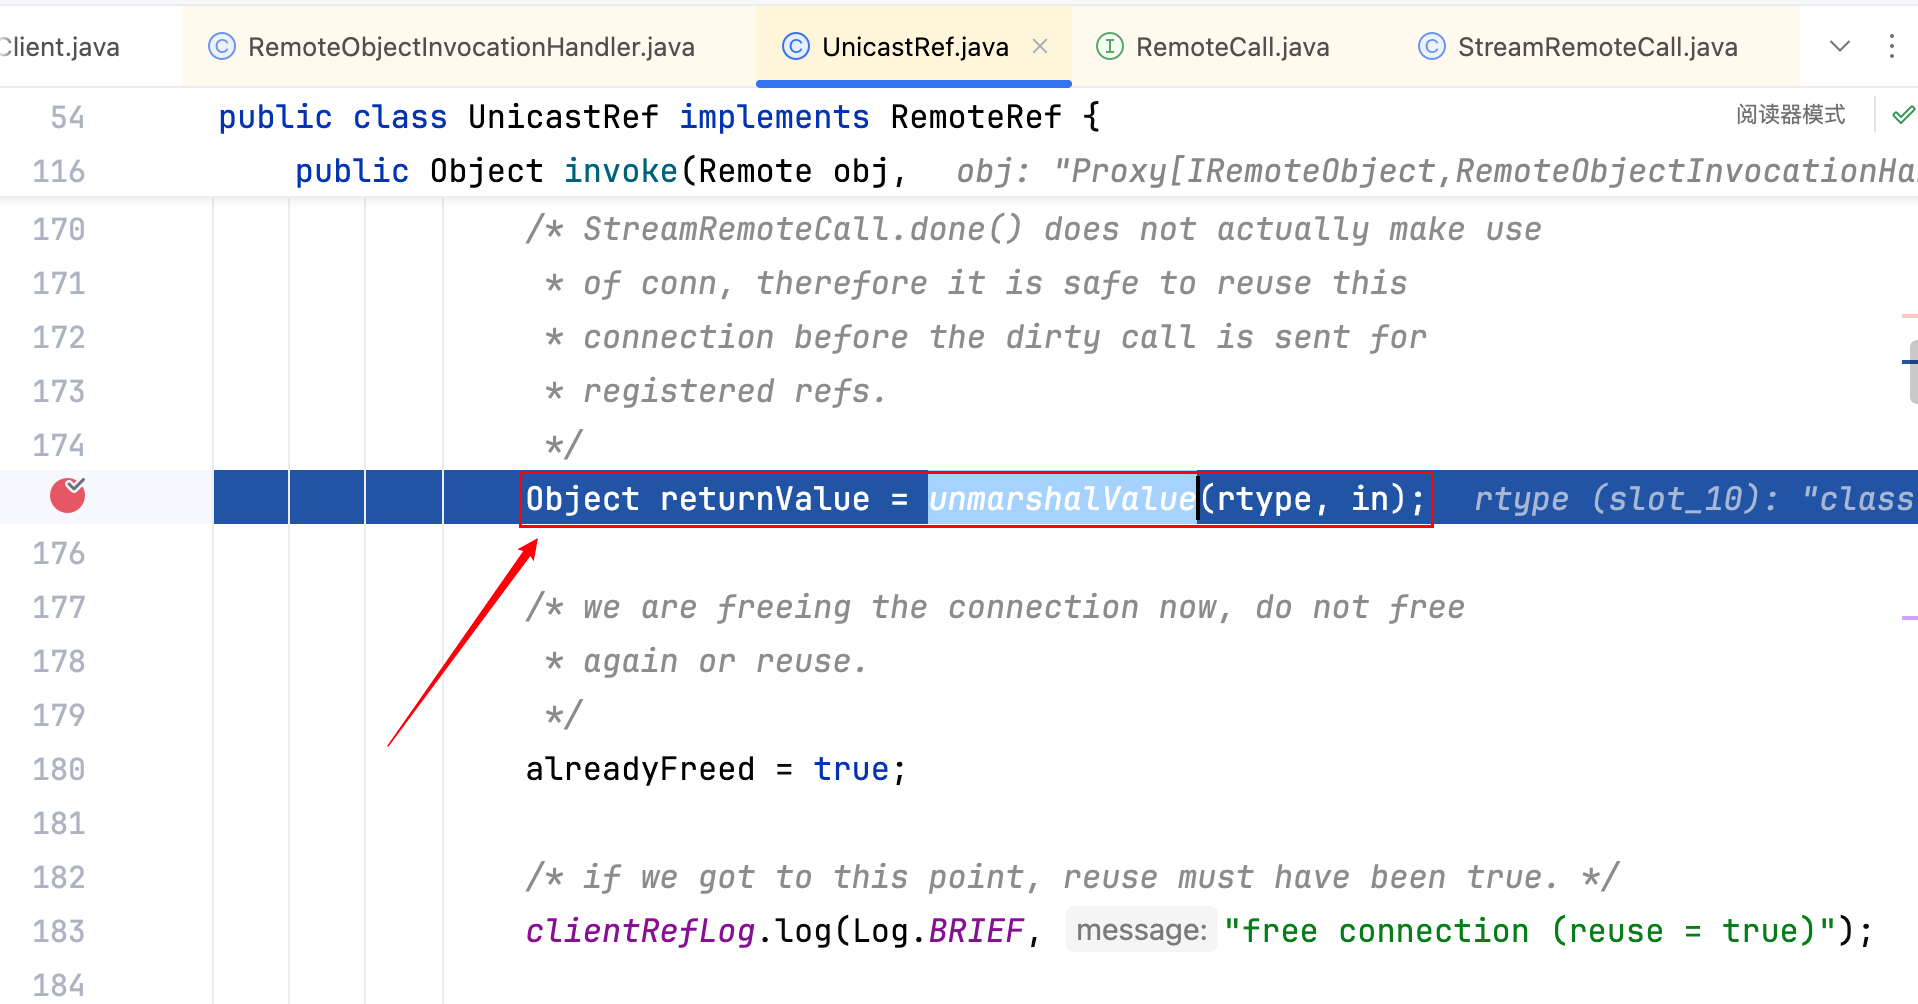 Client.java
RemoteObjectInvocationHandler.java
UnicastRef.java
RemoteCall.java
StreamRemoteCall.java
54 public class UnicastRef implements RemoteRef {
阅读器模式
116 public Object invoke(Remote obj, obj: "Proxy[IRemoteObject,RemoteObjectInvocationHa
170 /* StreamRemoteCall.done() does not actually make use
171 * of conn, therefore it is safe to reuse this
172 * connection before the dirty call is sent for
173 * registered refs.
174 */
Object returnValue = unmarshalValue(rtype, in); rtype (slot_10): "class
176
177 /* we are freeing the connection now, do not free
178 * again or reuse.
179 */
180 alreadyFreed = true;
181
182 /* if we got to this point, reuse must have been true. */
183 clientRefLog.log(Log.BRIEF, message: "free connection (reuse = true)");
184